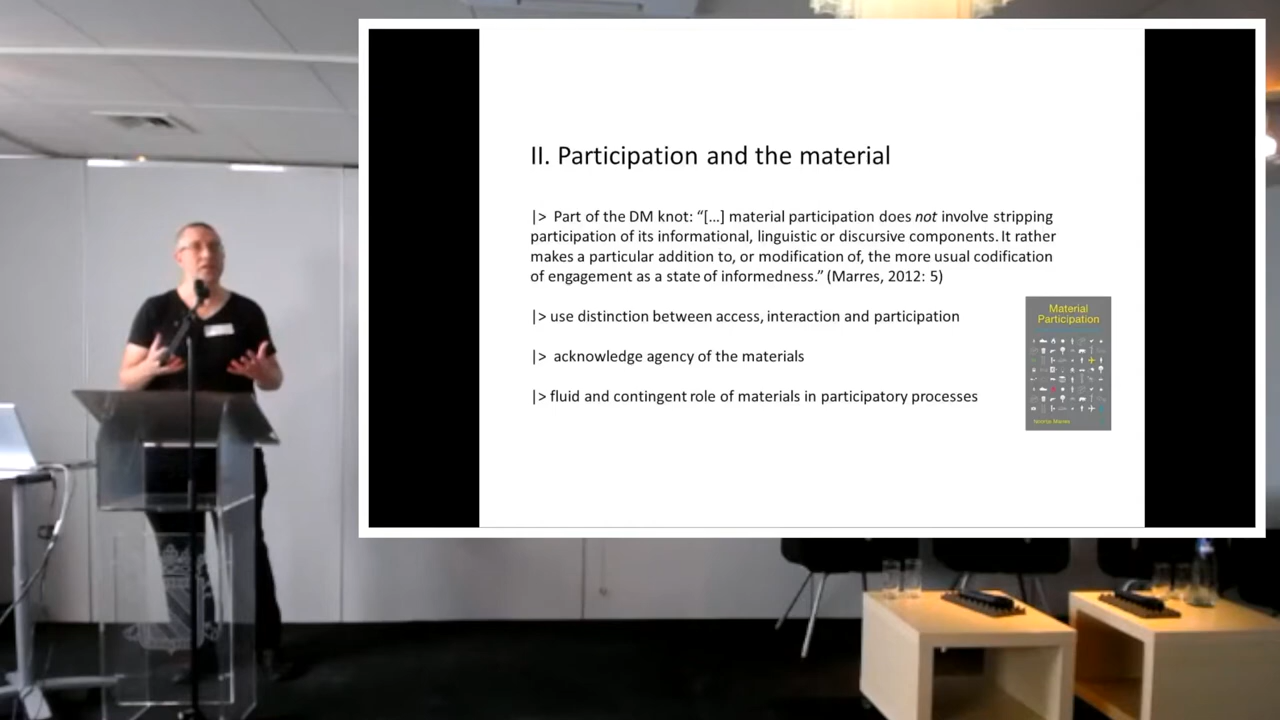 II. Participation and the material
|> Part of the DM knot: “[…] material participation does not involve stripping
participation of its informational, linguistic or discursive components. It rather
makes a particular addition to, or modification of, the more usual codification
of engagement as a state of informedness.” (Marres, 2012: 5)
|> use distinction between access, interaction and participation
|> acknowledge agency of the materials
|> fluid and contingent role of materials in participatory processes
Material
Participation
Noortje Marres